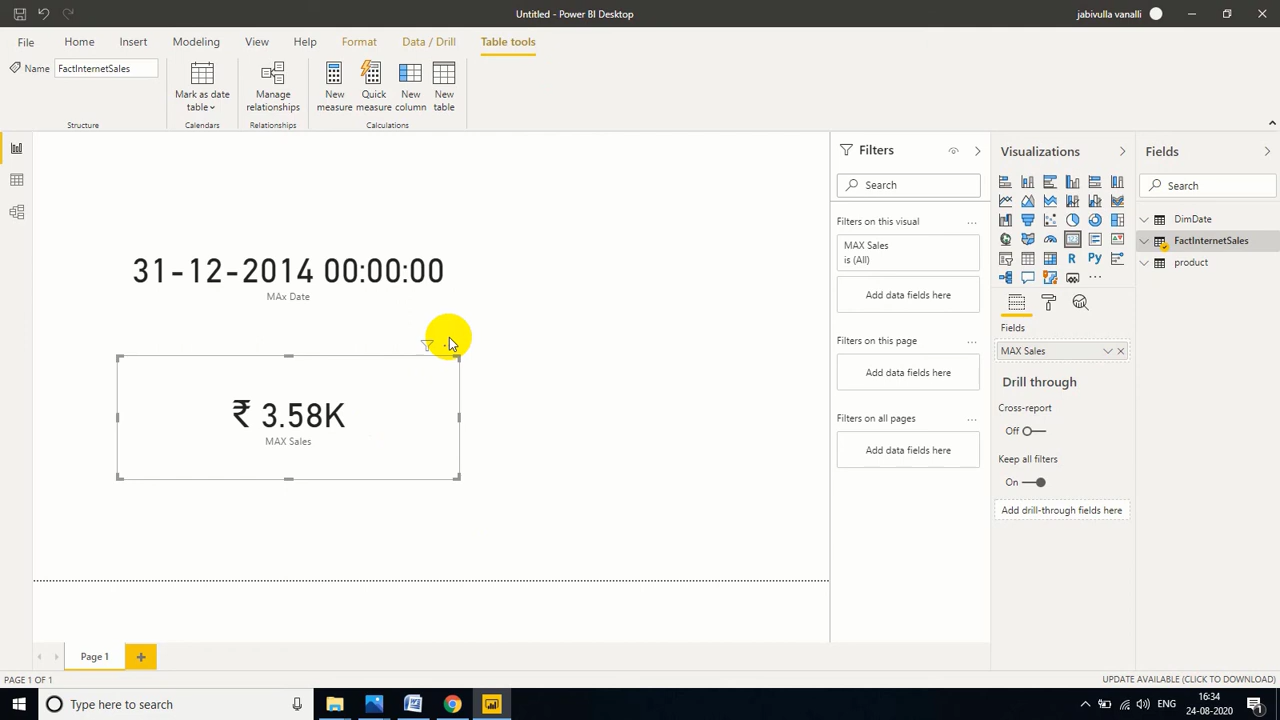 Untitled - Power BI Desktop
jabivulla vanalli
File Home Insert Modeling View Help Format Data / Drill Table tools
Name FactInternetSales
Mark as date table
Manage relationships
New measure
Quick measure
New column
New table
Structure Calendars Relationships Calculations
31-12-2014 00:00:00
MAx Date
₹ 3.58K
MAX Sales
Filters
Search
Filters on this visual ...
MAX Sales
is (All)
Add data fields here
Filters on this page ...
Add data fields here
Filters on all pages ...
Add data fields here
Visualizations
R Py
...
Fields
MAX Sales
Drill through
Cross-report
Off
Keep all filters
On
Add drill-through fields here
Fields
Search
DimDate
FactInternetSales
product
Page 1
PAGE 1 OF 1
UPDATE AVAILABLE (CLICK TO DOWNLOAD)
Type here to search
16:34
24-08-2020
1